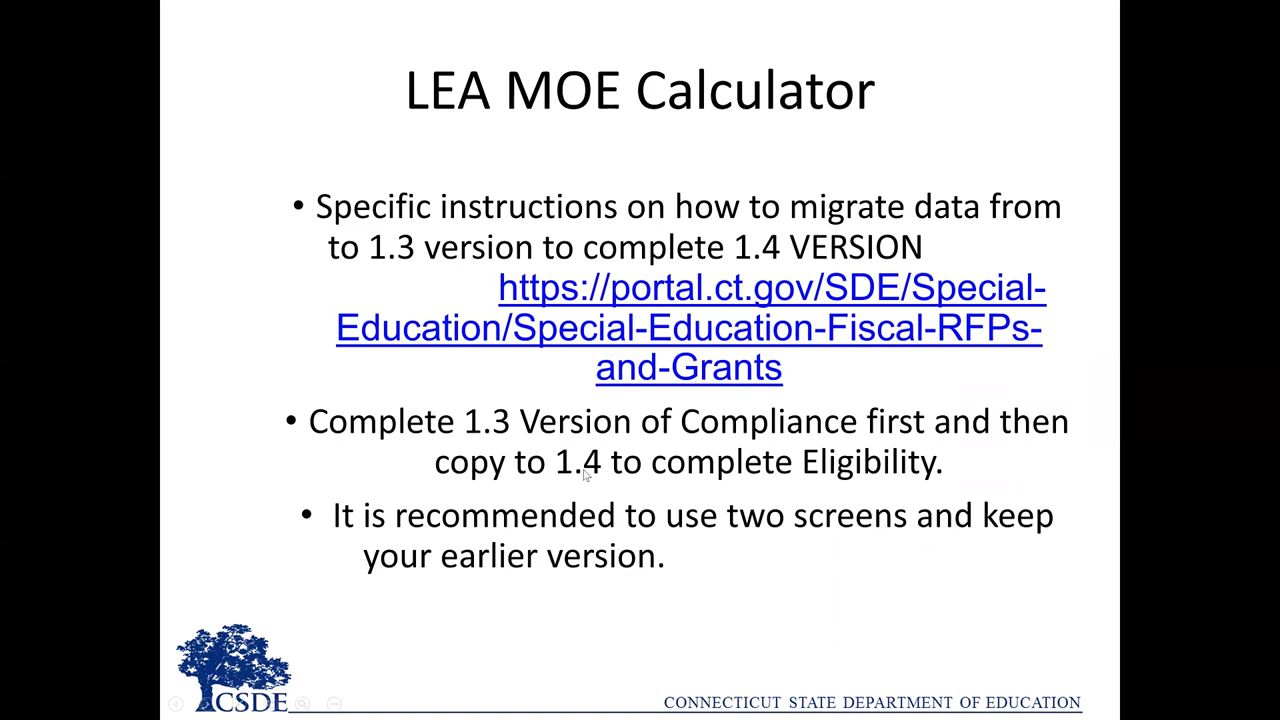 LEA MOE Calculator
• Specific instructions on how to migrate data from
to 1.3 version to complete 1.4 VERSION
https://portal.ct.gov/SDE/Special-
Education/Special-Education-Fiscal-RFPs-
and-Grants
• Complete 1.3 Version of Compliance first and then
copy to 1.4 to complete Eligibility.
• It is recommended to use two screens and keep
your earlier version.
CSDE
CONNECTICUT STATE DEPARTMENT OF EDUCATION